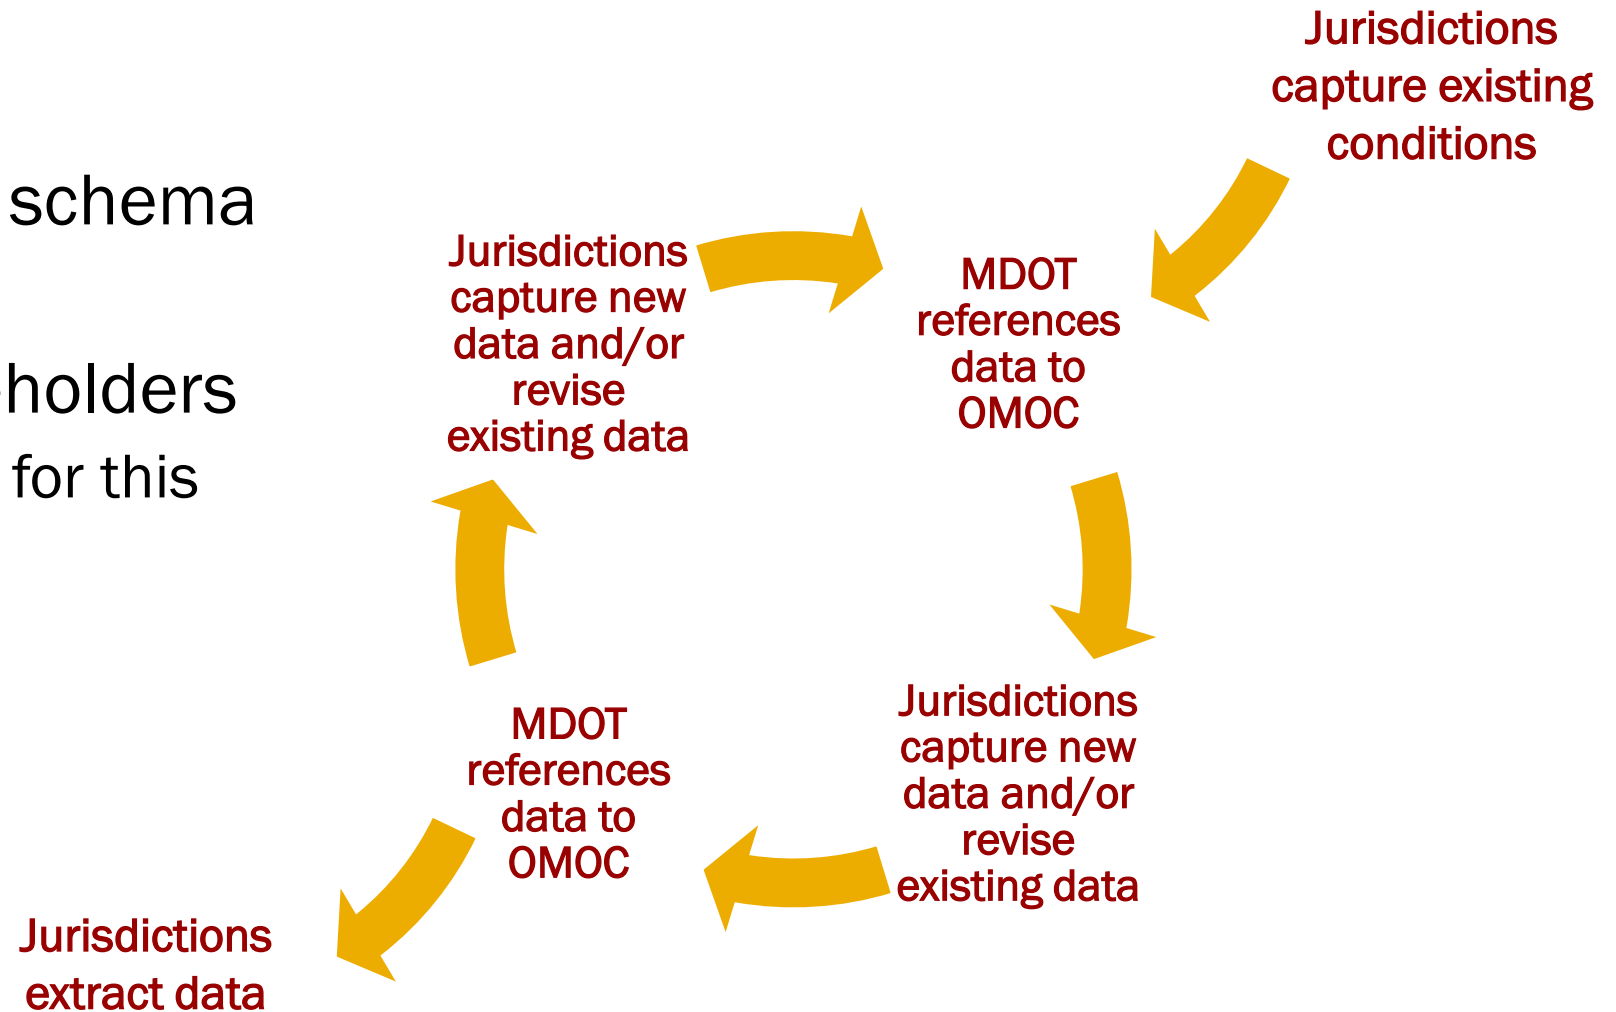 schema
holders
for this
Jurisdictions
capture existing
conditions
MDOT
references
data to
OMOC
Jurisdictions
capture new
data and/or
revise
existing data
MDOT
references
data to
OMOC
Jurisdictions
capture new
data and/or
revise
existing data
Jurisdictions
extract data